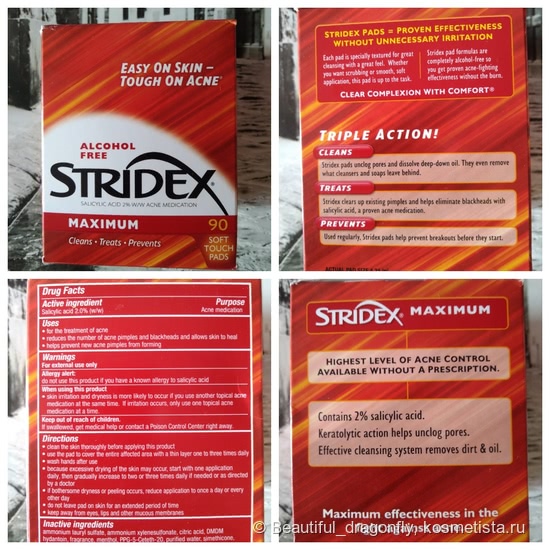 EASY ON SKIN –
TOUGH ON ACNE®
ALCOHOL
FREE
STRIDEX®
SALICYLIC ACID 2% W/W ACNE MEDICATION
MAXIMUM
90
SOFT
TOUCH
PADS
Cleans • Treats • Prevents
STRIDEX PADS = PROVEN EFFECTIVENESS
WITHOUT UNNECESSARY IRRITATION
Each pad is specially textured for great
cleansing with a great feel. Whether
you want scrubbing or smooth, soft
application, this pad is up to the task.
Stridex pad formulas are
completely alcohol-free so
you get proven acne-fighting
effectiveness without the burn.
CLEAR COMPLEXION WITH COMFORT®
TRIPLE ACTION!
CLEANS
Stridex pads unclog pores and dissolve deep-down oil. They even remove
what cleansers and soaps leave behind.
TREATS
Stridex clears up existing pimples and helps eliminate blackheads with
salicylic acid, a proven acne medication.
PREVENTS
Used regularly, Stridex pads help prevent breakouts before they start.
Drug Facts
Active ingredient Purpose
Salicylic acid 2.0% (w/w) Acne medication
Uses
• for the treatment of acne
• reduces the number of acne pimples and blackheads and allows skin to heal
• helps prevent new acne pimples from forming
Warnings
For external use only
Allergy alert:
do not use this product if you have a known allergy to salicylic acid
When using this product
• skin irritation and dryness is more likely to occur if you use another topical acne
medication at the same time. If irritation occurs, only use one topical acne
medication at a time.
Keep out of reach of children.
If swallowed, get medical help or contact a Poison Control Center right away.
Directions
• clean the skin thoroughly before applying this product
• use the pad to cover the entire affected area with a thin layer one to three times daily
• wash hands after use
• because excessive drying of the skin may occur, start with one application
daily, then gradually increase to two or three times daily if needed or as directed
by a doctor
• if bothersome dryness or peeling occurs, reduce application to once a day or every
other day
• do not leave pad on skin for an extended period of time
• keep away from eyes, lips and other mucous membranes
Inactive ingredients
ammonium lauryl sulfate, ammonium xylenesulfonate, citric acid, DMDM
hydantoin, fragrance, menthol, PPG-5-Ceteth-20, purified water, simethicone,
STRIDEX® MAXIMUM
HIGHEST LEVEL OF ACNE CONTROL
AVAILABLE WITHOUT A PRESCRIPTION.
Contains 2% salicylic acid.
Keratolytic action helps unclog pores.
Effective cleansing system removes dirt & oil.
Maximum effectiveness in the
© Beautiful_dragonfly, kosmetista.ru